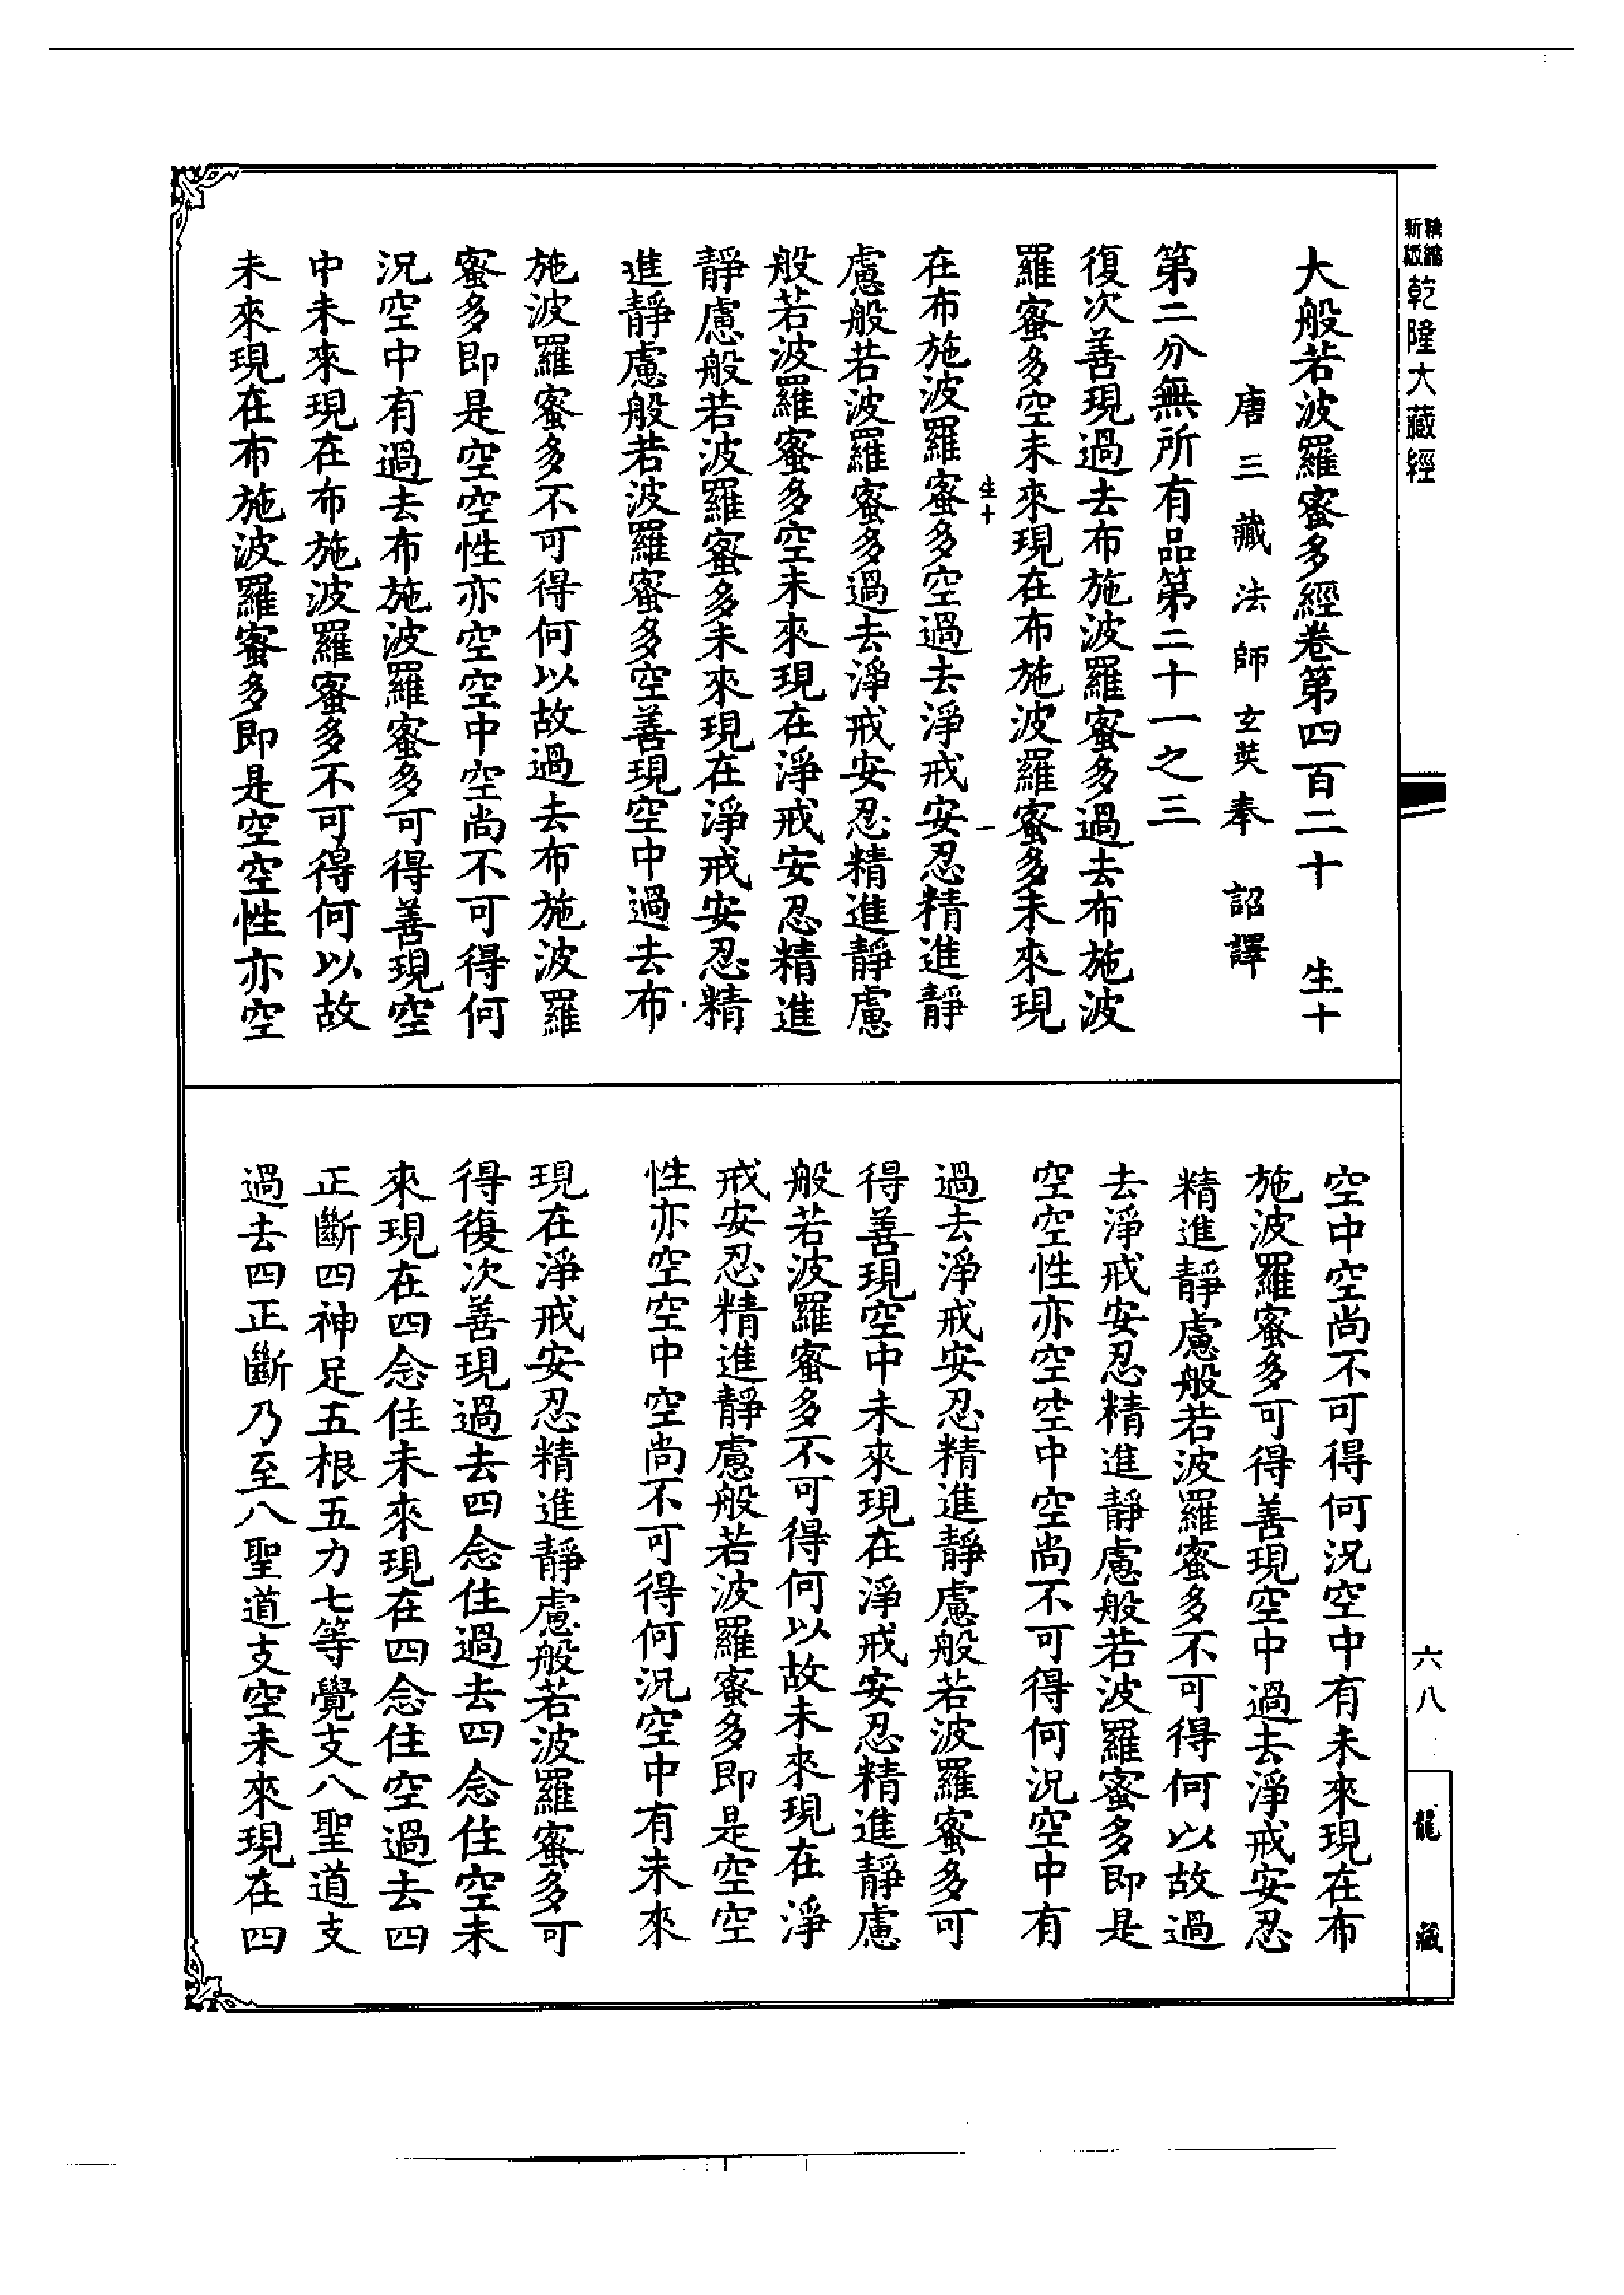 新版精縮
乾隆大藏經
大般若波羅蜜多經卷第四百二十 生十
唐三藏法師玄奘奉 詔譯
第二分無所有品第二十一之三
復次善現過去布施波羅蜜多過去布施波
羅蜜多空未來現在布施波羅蜜多未來現
生十 一
在布施波羅蜜多空過去淨戒安忍精進靜
慮般若波羅蜜多過去淨戒安忍精進靜慮
般若波羅蜜多空未來現在淨戒安忍精進
靜慮般若波羅蜜多未來現在淨戒安忍精
進靜慮般若波羅蜜多空善現空中過去布
施波羅蜜多不可得何以故過去布施波羅
蜜多即是空空性亦空空中空尚不可得何
況空中有過去布施波羅蜜多可得善現空
中未來現在布施波羅蜜多不可得何以故
未來現在布施波羅蜜多即是空空性亦空
空中空尚不可得何況空中有未來現在布
施波羅蜜多可得善現空中過去淨戒安忍
精進靜慮般若波羅蜜多不可得何以故過
去淨戒安忍精進靜慮般若波羅蜜多即是
空空性亦空空中空尚不可得何況空中有
過去淨戒安忍精進靜慮般若波羅蜜多可
得善現空中未來現在淨戒安忍精進靜慮
般若波羅蜜多不可得何以故未來現在淨
戒安忍精進靜慮般若波羅蜜多即是空空
性亦空空中空尚不可得何況空中有未來
現在淨戒安忍精進靜慮般若波羅蜜多可
得復次善現過去四念住過去四念住空未
來現在四念住未來現在四念住空過去四
正斷四神足五根五力七等覺支八聖道支
過去四正斷乃至八聖道支空未來現在四
六八
龍藏